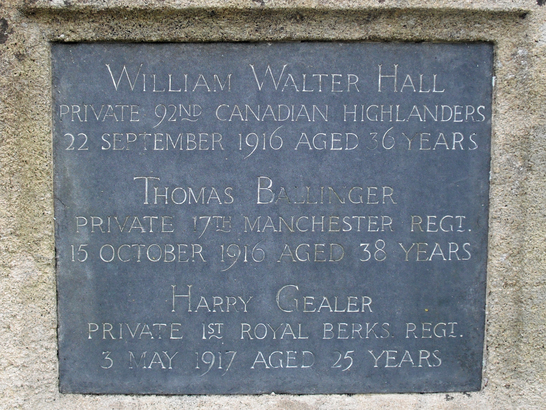 William Walter Hall
Private 92nd Canadian Highlanders
22 September 1916 aged 36 years
Thomas Ballinger
Private 17th Manchester Regt.
15 October 1916 aged 38 years
Harry Gealer
Private 1st Royal Berks. Regt.
3 May 1917 aged 25 years